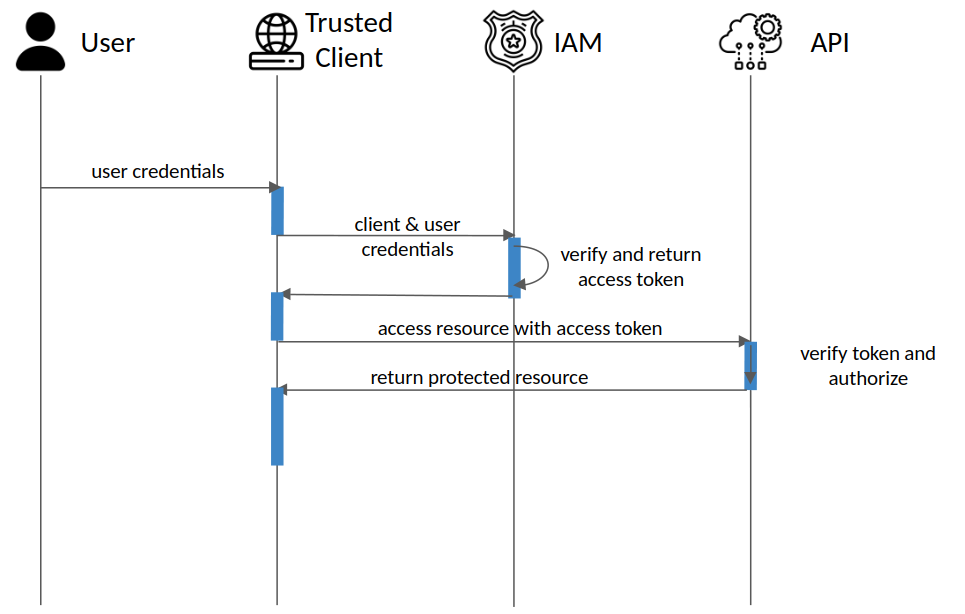 User
Trusted
Client
IAM
API
user credentials
client & user
credentials
verify and return
access token
access resource with access token
verify token and
authorize
return protected resource